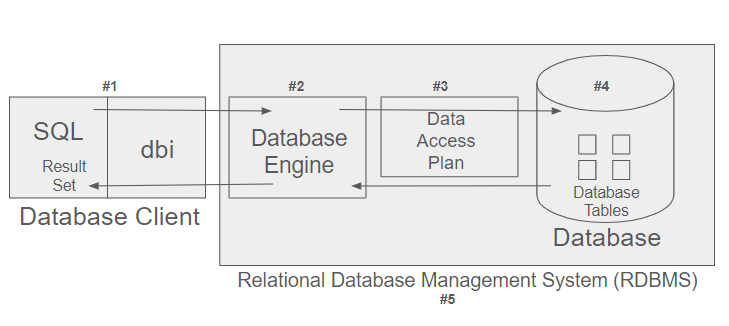 #1
#2
#3
#4
SQL
Result
Set
dbi
Database
Engine
Data
Access
Plan
Database
Tables
Database Client
Database
Relational Database Management System (RDBMS)
#5